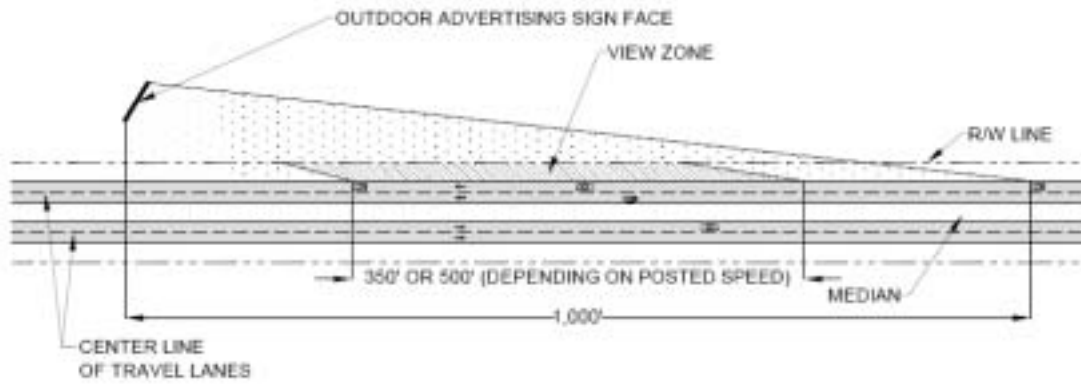 OUTDOOR ADVERTISING SIGN FACE
VIEW ZONE
R/W LINE
350' OR 500' (DEPENDING ON POSTED SPEED)
MEDIAN
1,000'
CENTER LINE
OF TRAVEL LANES